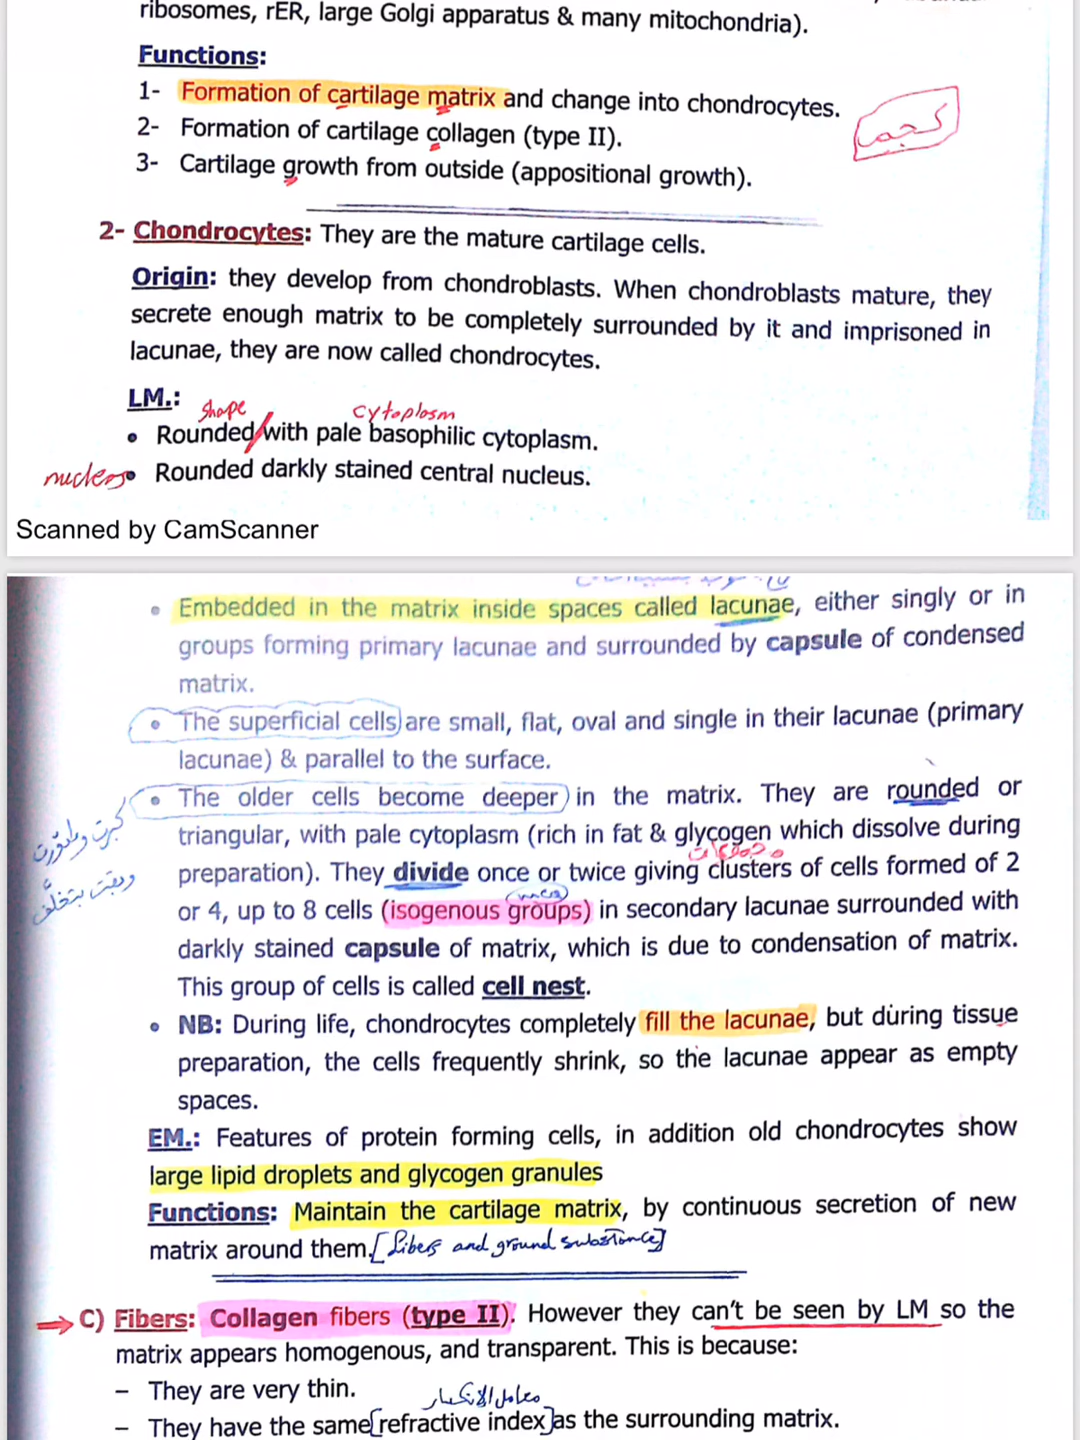 ribosomes, rER, large Golgi apparatus & many mitochondria).
Functions:
1- Formation of cartilage matrix and change into chondrocytes.
2- Formation of cartilage collagen (type II).
3- Cartilage growth from outside (appositional growth).
2- Chondrocytes: They are the mature cartilage cells.
Origin: they develop from chondroblasts. When chondroblasts mature, they
secrete enough matrix to be completely surrounded by it and imprisoned in
lacunae, they are now called chondrocytes.
LM.:
shape cytoplasm
• Rounded/with pale basophilic cytoplasm.
• Rounded darkly stained central nucleus.
Scanned by CamScanner
• Embedded in the matrix inside spaces called lacunae, either singly or in
groups forming primary lacunae and surrounded by capsule of condensed
matrix.
• The superficial cells are small, flat, oval and single in their lacunae (primary
lacunae) & parallel to the surface.
• The older cells become deeper in the matrix. They are rounded or
triangular, with pale cytoplasm (rich in fat & glycogen which dissolve during
preparation). They divide once or twice giving clusters of cells formed of 2
or 4, up to 8 cells (isogenous groups) in secondary lacunae surrounded with
darkly stained capsule of matrix, which is due to condensation of matrix.
This group of cells is called cell nest.
• NB: During life, chondrocytes completely fill the lacunae, but during tissue
preparation, the cells frequently shrink, so the lacunae appear as empty
spaces.
EM.: Features of protein forming cells, in addition old chondrocytes show
large lipid droplets and glycogen granules
Functions: Maintain the cartilage matrix, by continuous secretion of new
matrix around them. [fibers and ground substance]
C) Fibers: Collagen fibers (type II). However they can't be seen by LM so the
matrix appears homogenous, and transparent. This is because:
– They are very thin.
معامل الانكسار
– They have the same [refractive index] as the surrounding matrix.